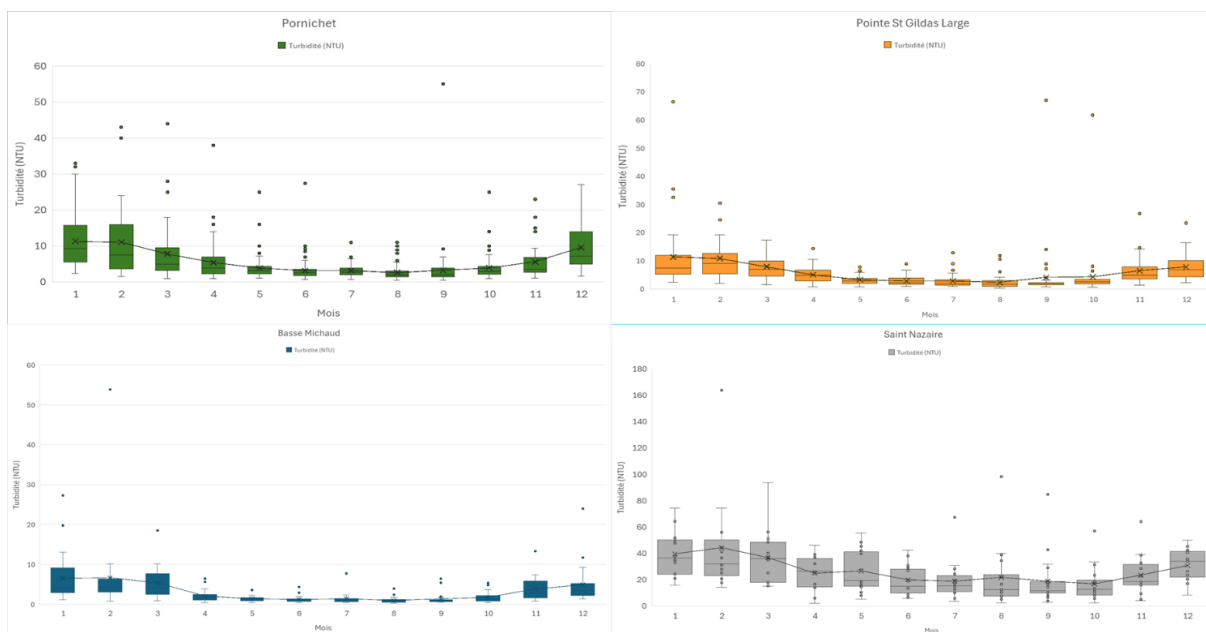 Pornichet
Turbidité (NTU)
Turbidité (NTU)
60
50
40
30
20
10
0
1 2 3 4 5 6 7 8 9 10 11 12
Mois
Pointe St Gildas Large
Turbidité (NTU)
Turbidité (NTU)
80
70
60
50
40
30
20
10
0
1 2 3 4 5 6 7 8 9 10 11 12
Mois
Basse Michaud
Turbidité (NTU)
Turbidité (NTU)
60
50
40
30
20
10
0
1 2 3 4 5 6 7 8 9 10 11 12
Mois
Saint Nazaire
Turbidité (NTU)
Turbidité (NTU)
180
160
140
120
100
80
60
40
20
0
1 2 3 4 5 6 7 8 9 10 11 12
Mois